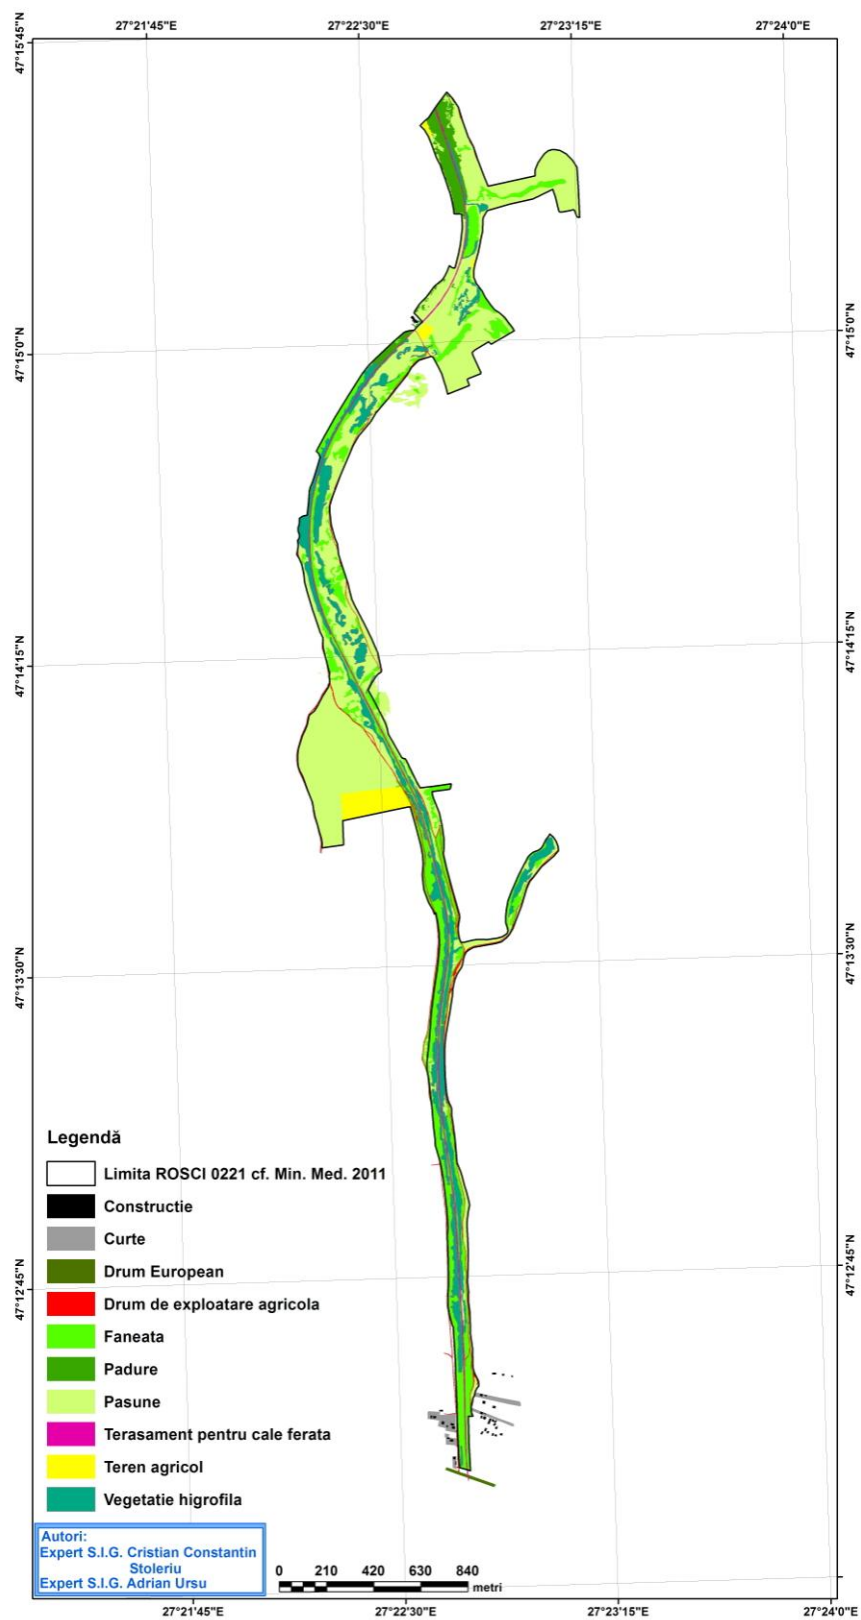 27°21'45"E 27°22'30"E 27°23'15"E 27°24'0"E
47°15'45"N
47°15'0"N 47°15'0"N
47°14'15"N 47°14'15"N
47°13'30"N 47°13'30"N
47°12'45"N 47°12'45"N
Legendă
Limita ROSCI 0221 cf. Min. Med. 2011
Constructie
Curte
Drum European
Drum de exploatare agricola
Faneata
Padure
Pasune
Terasament pentru cale ferata
Teren agricol
Vegetatie higrofila
Autori:
Expert S.I.G. Cristian Constantin
Stoleriu
Expert S.I.G. Adrian Ursu
0 210 420 630 840
metri
27°21'45"E 27°22'30"E 27°23'15"E 27°24'0"E